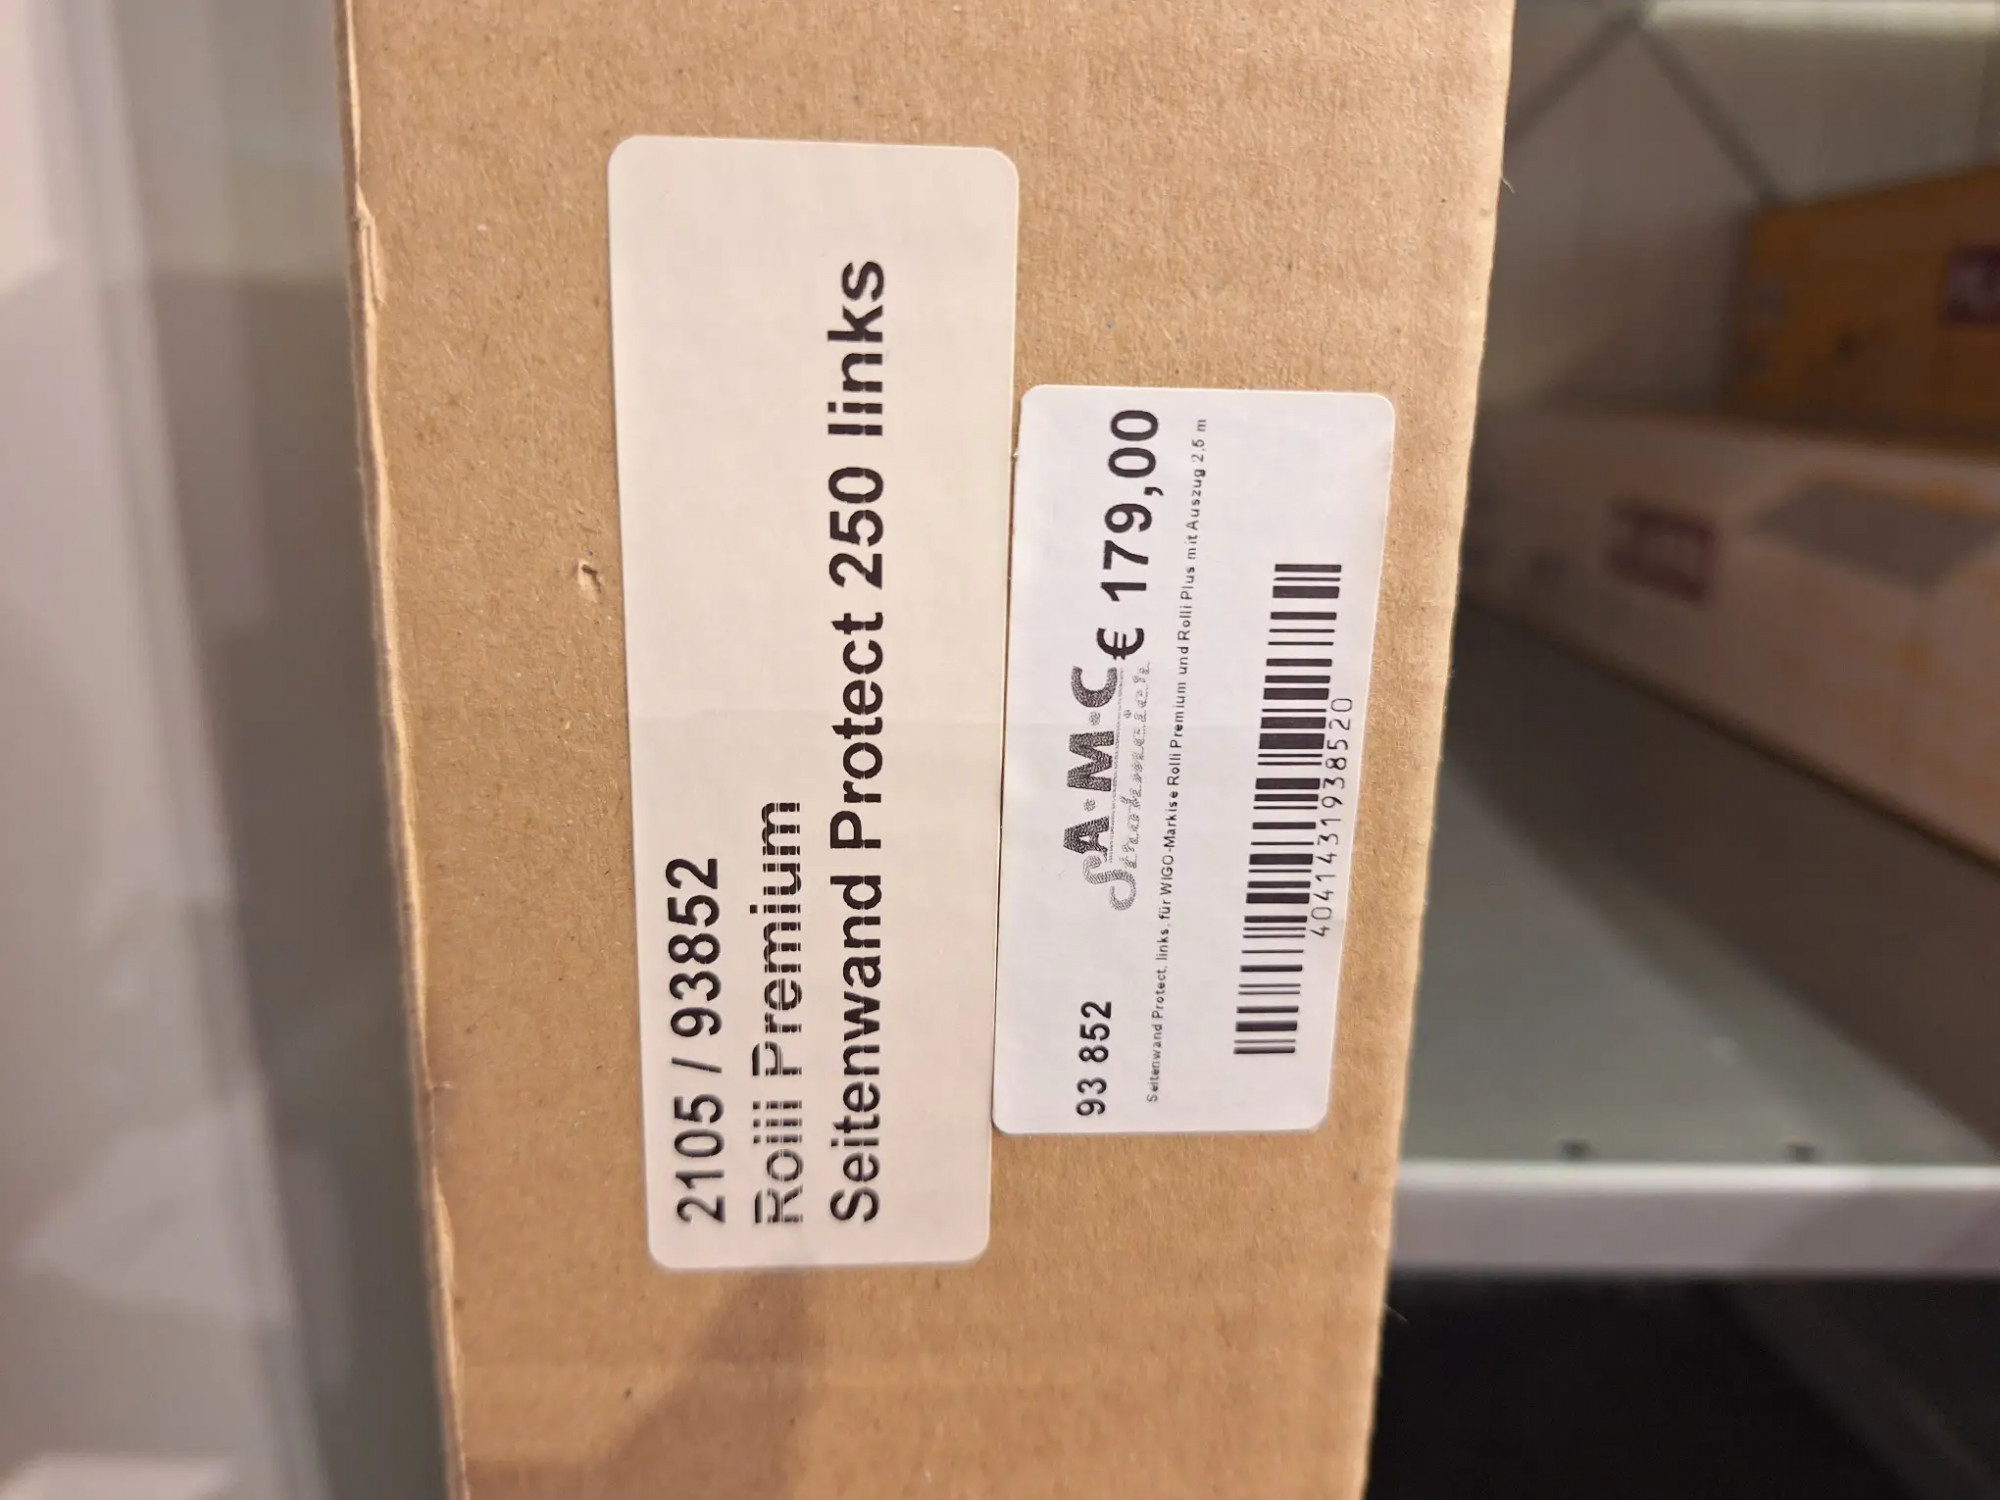 2105 / 93852
Rolli Premium
Seitenwand Protect 250 links
A·M·C
€ 179,00
93 852
Seitenwand Protect, links, für WIGO-Markise Rolli Premium und Rolli Plus mit Auszug 2,5 m
4041431938520